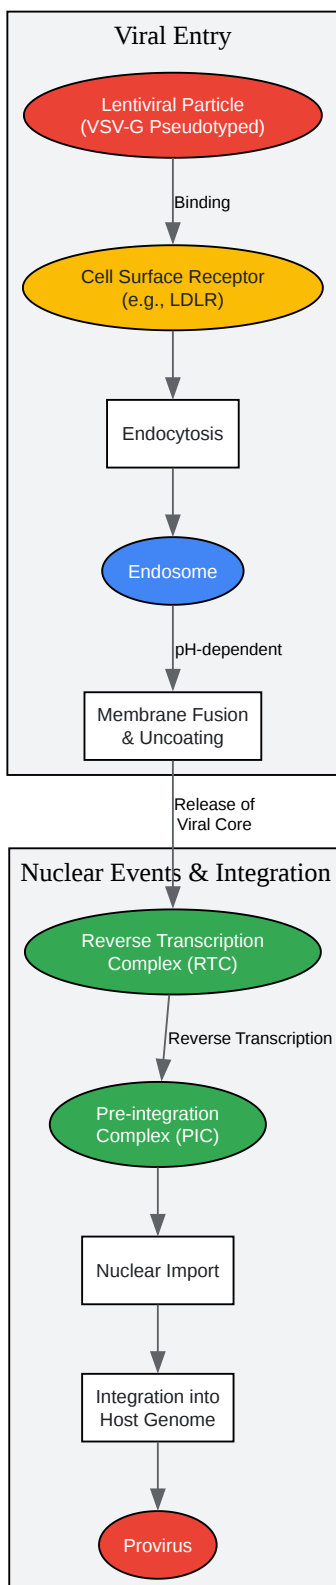 Viral Entry
Lentiviral Particle
(VSV-G Pseudotyped)
Binding
Cell Surface Receptor
(e.g., LDLR)
Endocytosis
Endosome
pH-dependent
Membrane Fusion
& Uncoating
Release of
Viral Core
Nuclear Events & Integration
Reverse Transcription
Complex (RTC)
Reverse Transcription
Pre-integration
Complex (PIC)
Nuclear Import
Integration into
Host Genome
Provirus